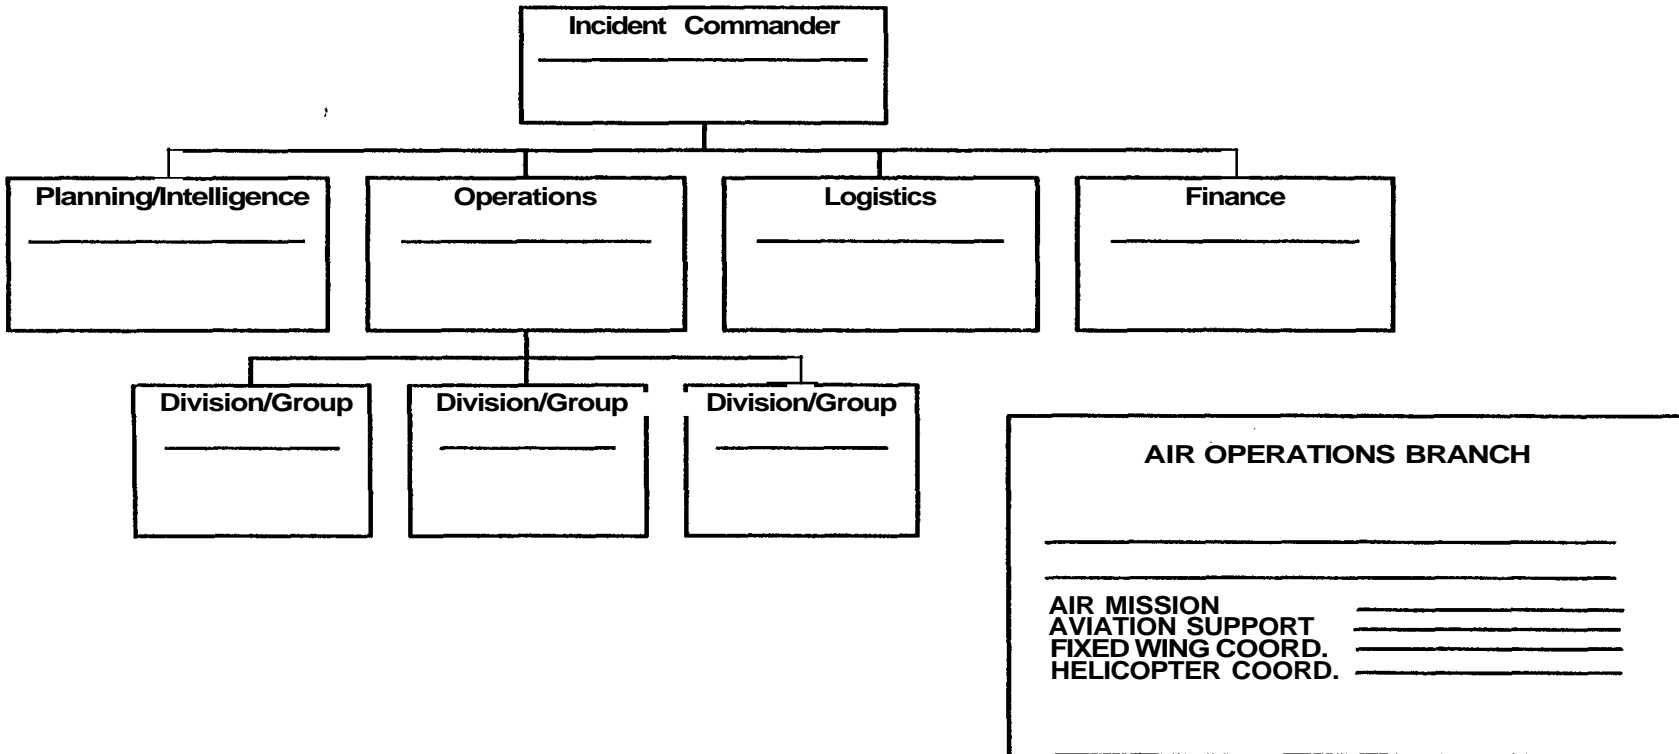 Incident Commander
Planning/Intelligence
Operations
Logistics
Finance
Division/Group
Division/Group
Division/Group
AIR OPERATIONS BRANCH
AIR MISSION
AVIATION SUPPORT
FIXED WING COORD.
HELICOPTER COORD.